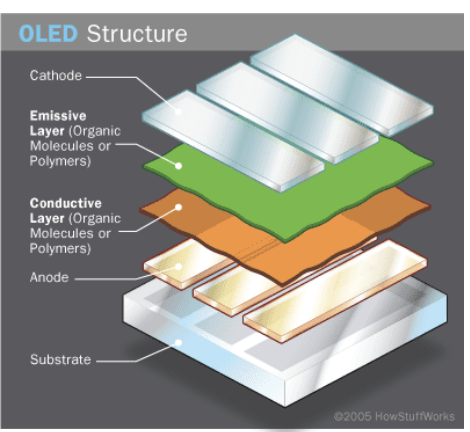 OLED Structure
Cathode
Emissive
Layer (Organic
Molecules or
Polymers)
Conductive
Layer (Organic
Molecules or
Polymers)
Anode
Substrate
©2005 HowStuffWorks